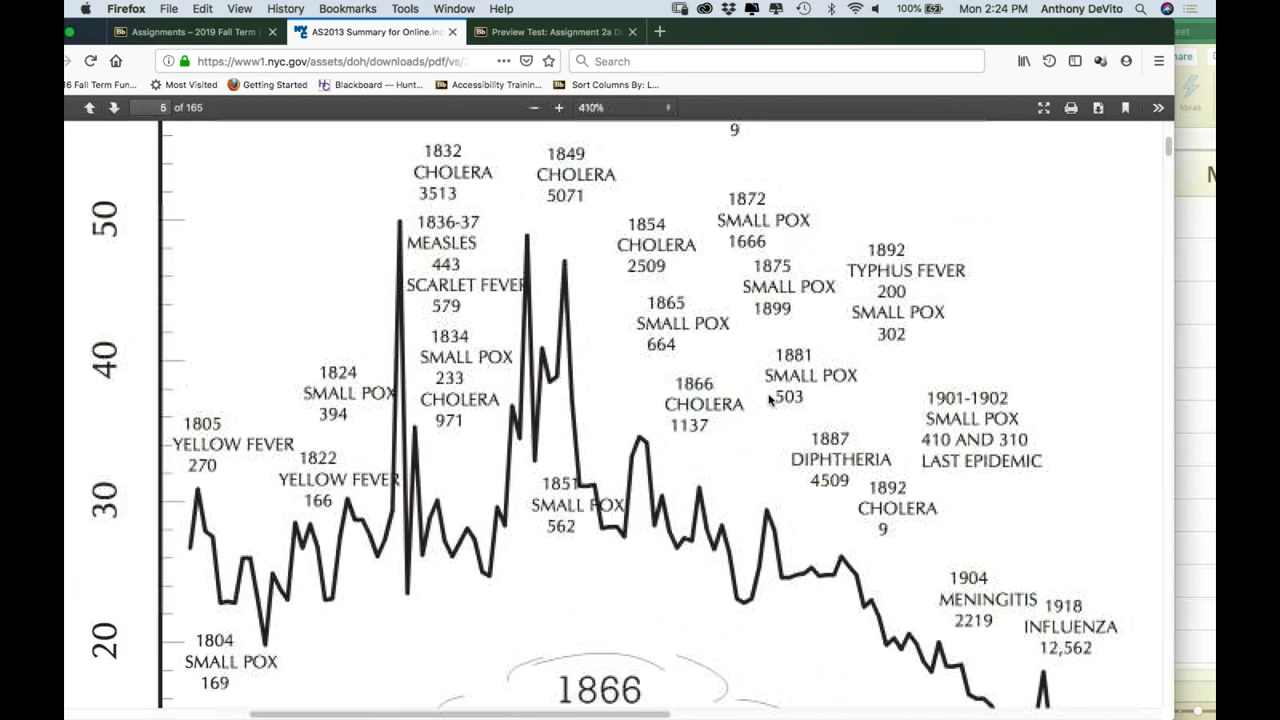 Firefox File Edit View History Bookmarks Tools Window Help 100% Mon 2:24 PM Anthony DeVito
Assignments – 2019 Fall Term AS2013 Summary for Online.in Preview Test: Assignment 2a
https://www1.nyc.gov/assets/doh/downloads/pdf/vs/ Search
16 Fall Term Fun... Most Visited Getting Started Blackboard — Hunt... Accessibility Trainin... Sort Columns By: L...
5 of 165 410%
9
50
40
30
20
1832
CHOLERA
3513
1836-37
MEASLES
443
SCARLET FEVER
579
1834
SMALL POX
233
CHOLERA
971
1849
CHOLERA
5071
1854
CHOLERA
2509
1865
SMALL POX
664
1866
CHOLERA
1137
1872
SMALL POX
1666
1875
SMALL POX
1899
1881
SMALL POX
503
1887
DIPHTHERIA
4509
1892
TYPHUS FEVER
200
SMALL POX
302
1892
CHOLERA
9
1901-1902
SMALL POX
410 AND 310
LAST EPIDEMIC
1824
SMALL POX
394
1805
YELLOW FEVER
270
1822
YELLOW FEVER
166
1851
SMALL POX
562
1804
SMALL POX
169
1904
MENINGITIS
2219
1918
INFLUENZA
12,562
1866
Ideas